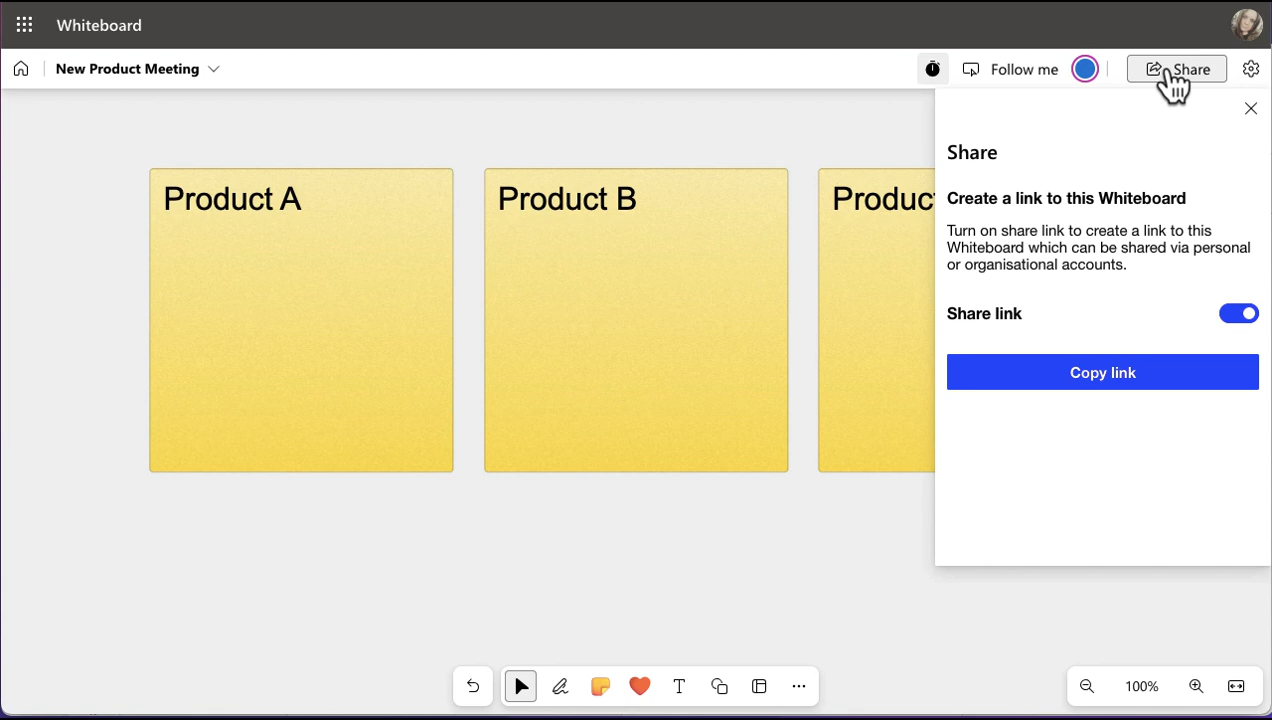 Whiteboard
New Product Meeting
Follow me
Share
Share
Create a link to this Whiteboard
Turn on share link to create a link to this
Whiteboard which can be shared via personal
or organisational accounts.
Share link
Copy link
Product A
Product B
Produc
T
100%